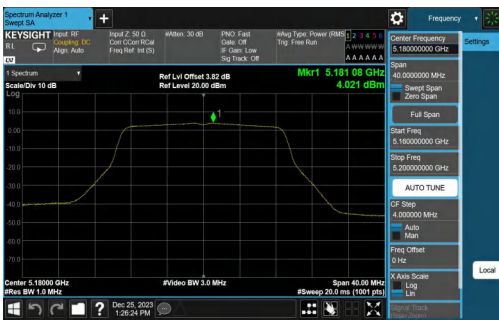 Spectrum Analyzer 1
Swept SA
Frequency
KEYSIGHT
RL
Input: RF
Coupling: DC
Align: Auto
Input Z: 50 Ω
Corr CCorr RCal
Freq Ref: Int (S)
#Atten: 30 dB
PNO: Fast
Gate: Off
IF Gain: Low
Sig Track: Off
#Avg Type: Power (RMS
Trig: Free Run
1 2 3 4 5 6
A W W W W W
A A A A A A
LW
1 Spectrum
Scale/Div 10 dB
Log
Ref Lvl Offset 3.82 dB
Ref Level 20.00 dBm
Mkr1 5.181 08 GHz
4.021 dBm
1
10.0
0.00
-10.0
-20.0
-30.0
-40.0
-50.0
-60.0
-70.0
Center 5.18000 GHz
#Res BW 1.0 MHz
#Video BW 3.0 MHz
Span 40.00 MHz
#Sweep 20.0 ms (1001 pts)
Dec 25, 2023
1:26:24 PM
Center Frequency
5.180000000 GHz
Settings
Span
40.0000000 MHz
Swept Span
Zero Span
Full Span
Start Freq
5.160000000 GHz
Stop Freq
5.200000000 GHz
AUTO TUNE
CF Step
4.000000 MHz
Auto
Man
Freq Offset
0 Hz
X Axis Scale
Log
Lin
Local
Signal Track